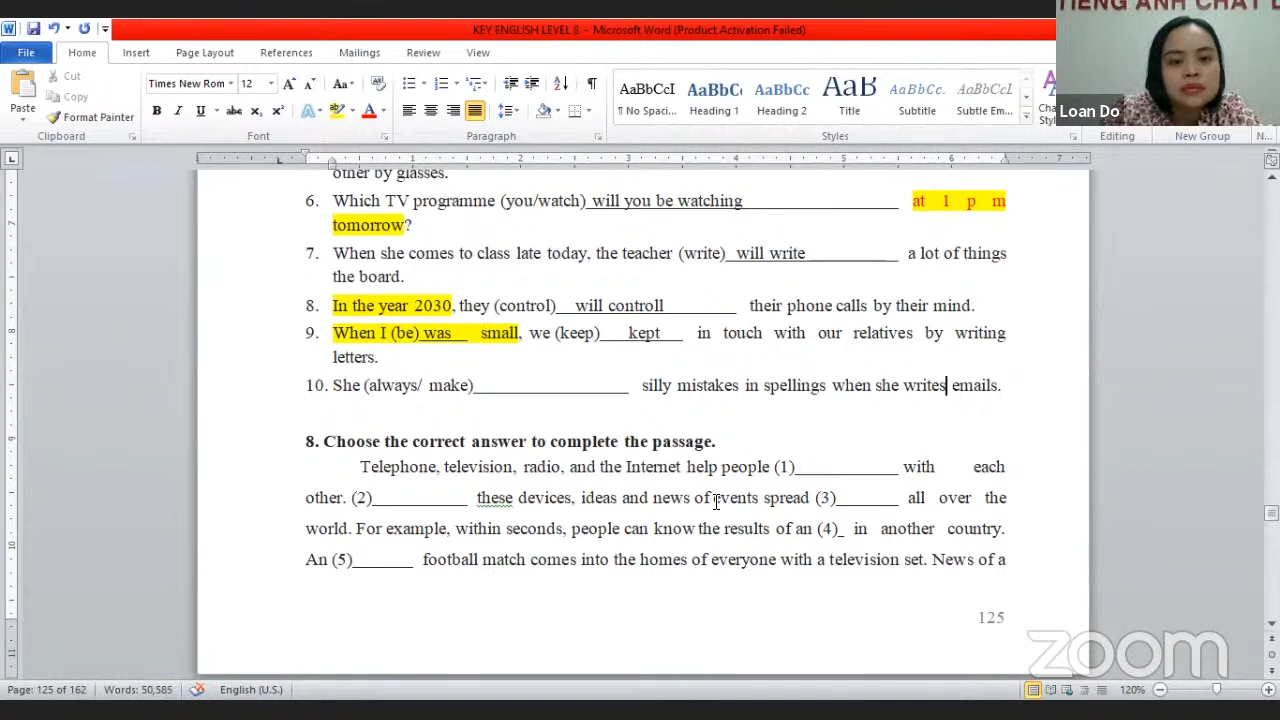 KEY ENGLISH LEVEL 8 - Microsoft Word (Product Activation Failed)
TIẾNG ANH CHẤT L
File Home Insert Page Layout References Mailings Review View
Paste
Cut
Copy
Format Painter
Times New Rom 12
AaBbCcI AaBbCc AaBbCc AaB AaBbCc. AaBbCcL
¶ No Spaci... Heading 1 Heading 2 Title Subtitle Subtle Em...
Loan Do
Clipboard Font Paragraph Styles Editing New Group
other by glasses.
6. Which TV programme (you/watch) will you be watching at 1 p m
tomorrow?
7. When she comes to class late today, the teacher (write) will write a lot of things
the board.
8. In the year 2030, they (control) will controll their phone calls by their mind.
9. When I (be) was small, we (keep) kept in touch with our relatives by writing
letters.
10. She (always/ make)_________________ silly mistakes in spellings when she writes emails.
8. Choose the correct answer to complete the passage.
Telephone, television, radio, and the Internet help people (1)___________ with each
other. (2)__________ these devices, ideas and news of events spread (3)_______ all over the
world. For example, within seconds, people can know the results of an (4)_ in another country.
An (5)_______ football match comes into the homes of everyone with a television set. News of a
125
zoom
Page: 125 of 162 Words: 50,585 English (U.S.) 120%